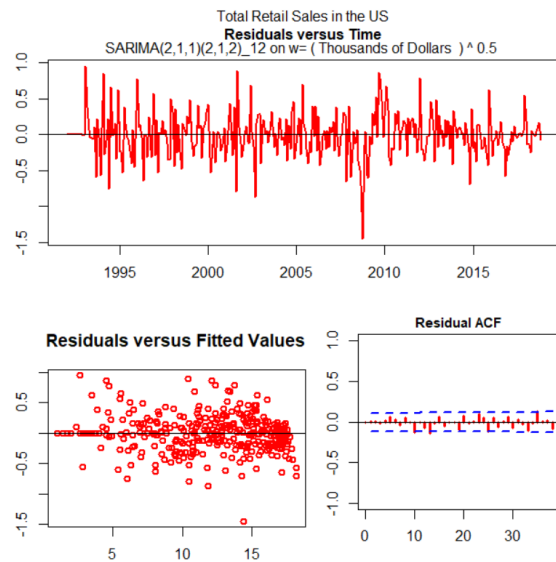 Total Retail Sales in the US
Residuals versus Time
SARIMA(2,1,1)(2,1,2)_12 on w= ( Thousands of Dollars ) ^ 0.5
1.0
0.5
0.0
-0.5
-1.5
1995 2000 2005 2010 2015
Residuals versus Fitted Values
0.5
-0.5
-1.5
5 10 15
Residual ACF
1.0
0.5
0.0
-0.5
-1.0
0 10 20 30